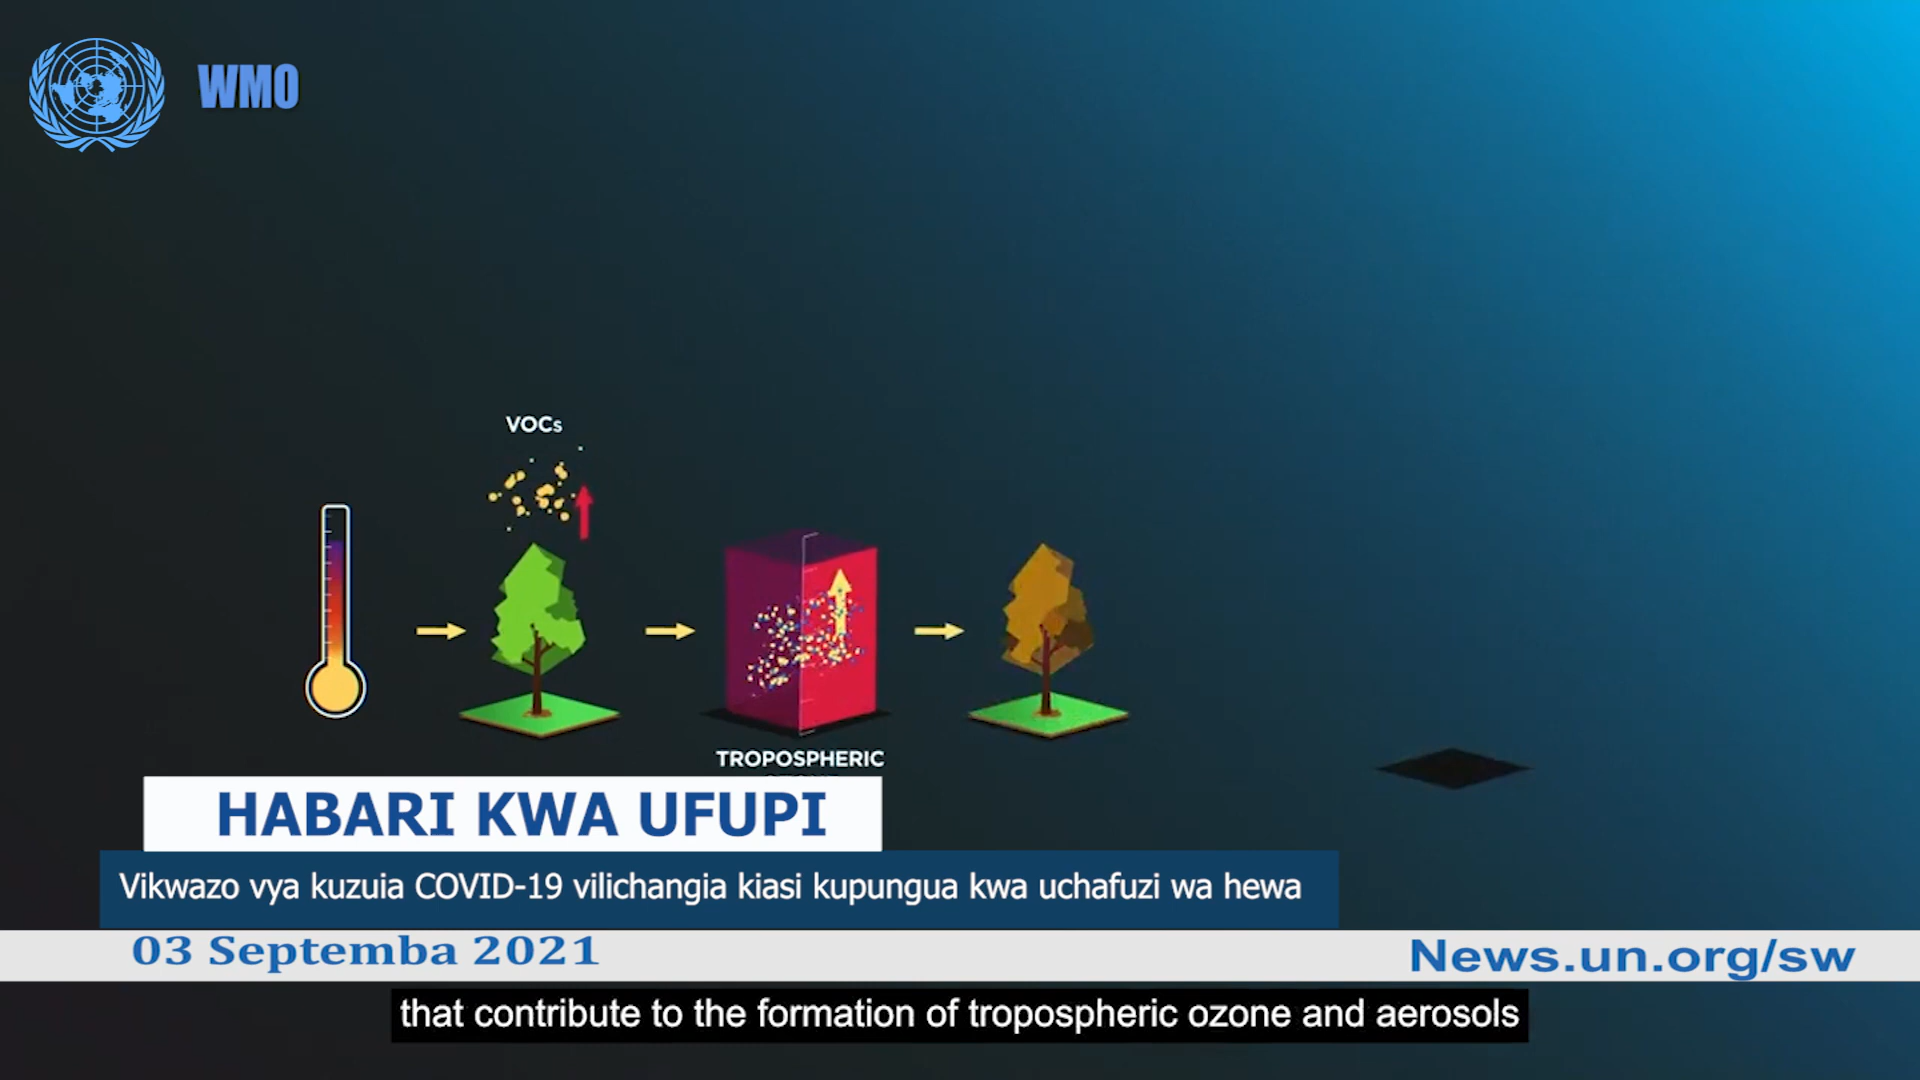 WMO
VOCs
TROPOSPHERIC
HABARI KWA UFUPI
Vikwazo vya kuzuia COVID-19 vilichangia kiasi kupungua kwa uchafuzi wa hewa
03 Septemba 2021
News.un.org/sw
that contribute to the formation of tropospheric ozone and aerosols